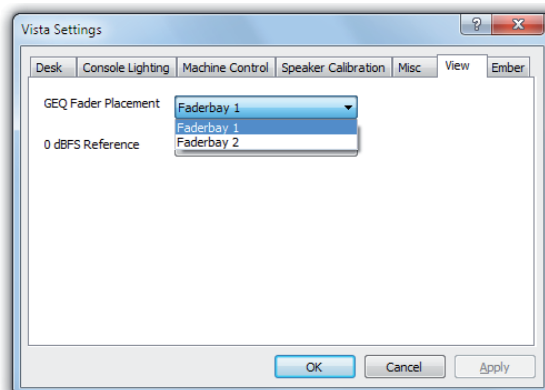 Vista Settings
Desk Console Lighting Machine Control Speaker Calibration Misc View Ember
GEQ Fader Placement Faderbay 1
Faderbay 1
Faderbay 2
0 dBFS Reference
OK Cancel Apply